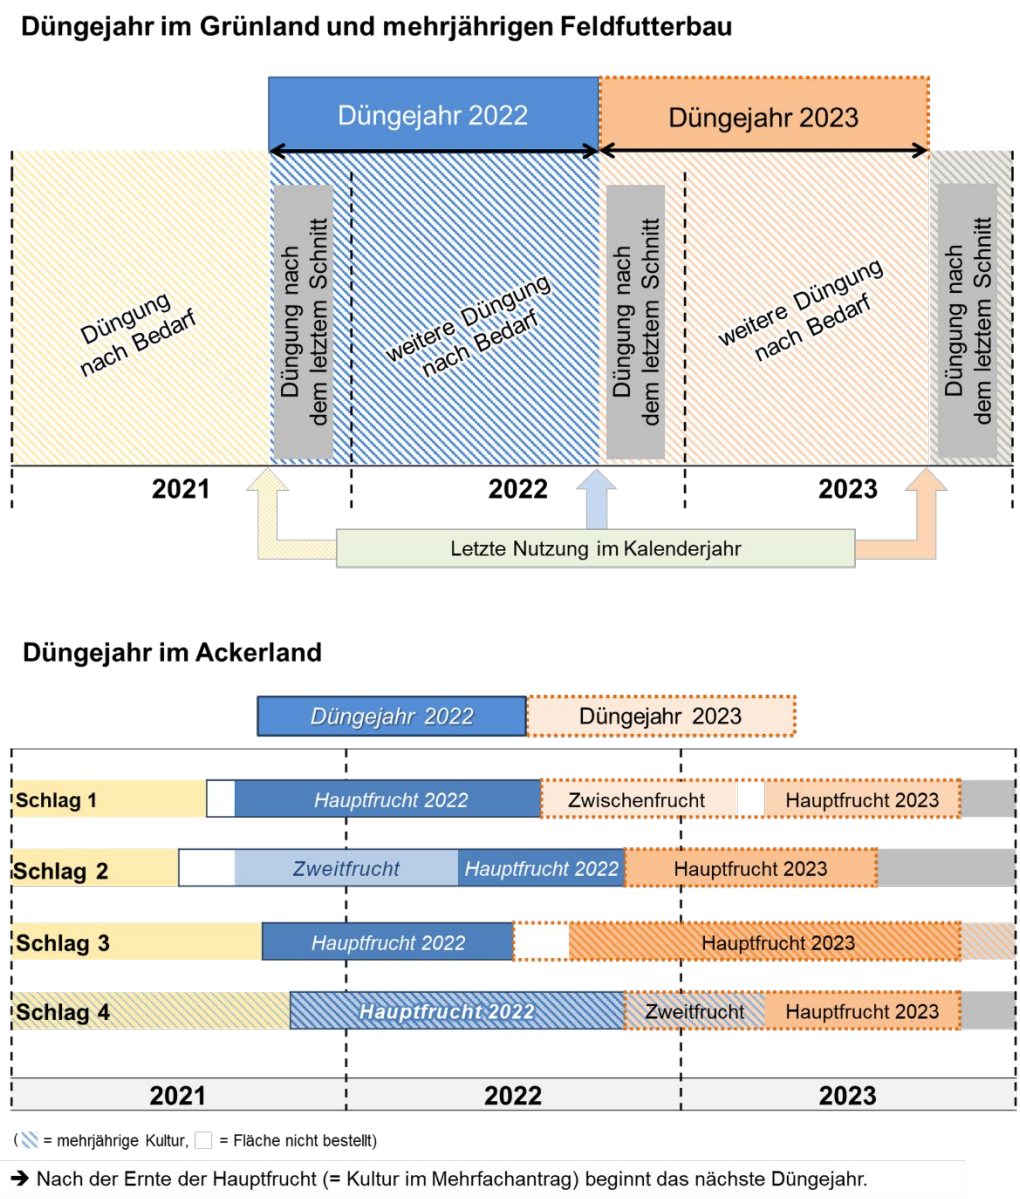 Düngejahr im Grünland und mehrjährigen Feldfutterbau
Düngejahr 2022
Düngejahr 2023
Düngung
nach Bedarf
Düngung nach
dem letztem Schnitt
weitere Düngung
nach Bedarf
Düngung nach
dem letztem Schnitt
weitere Düngung
nach Bedarf
Düngung nach
dem letztem Schnitt
2021
2022
2023
Letzte Nutzung im Kalenderjahr
Düngejahr im Ackerland
Düngejahr 2022
Düngejahr 2023
Schlag 1
Hauptfrucht 2022
Zwischenfrucht
Hauptfrucht 2023
Schlag 2
Zweitfrucht
Hauptfrucht 2022
Hauptfrucht 2023
Schlag 3
Hauptfrucht 2022
Hauptfrucht 2023
Schlag 4
Hauptfrucht 2022
Zweitfrucht
Hauptfrucht 2023
2021
2022
2023
( = mehrjährige Kultur, = Fläche nicht bestellt)
➔ Nach der Ernte der Hauptfrucht (= Kultur im Mehrfachantrag) beginnt das nächste Düngejahr.